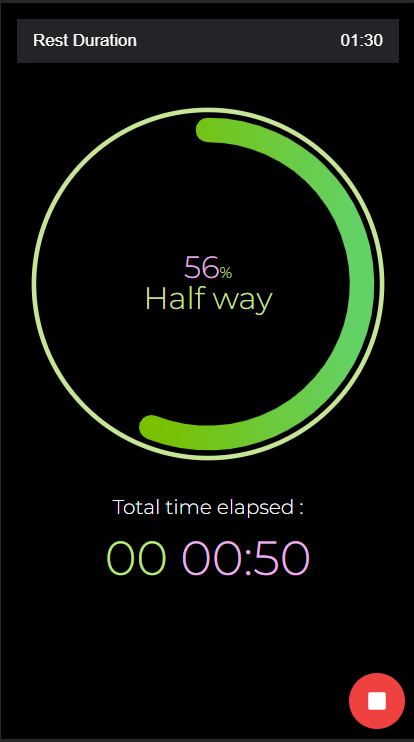 Rest Duration 01:30
56%
Half way
Total time elapsed :
00 00:50